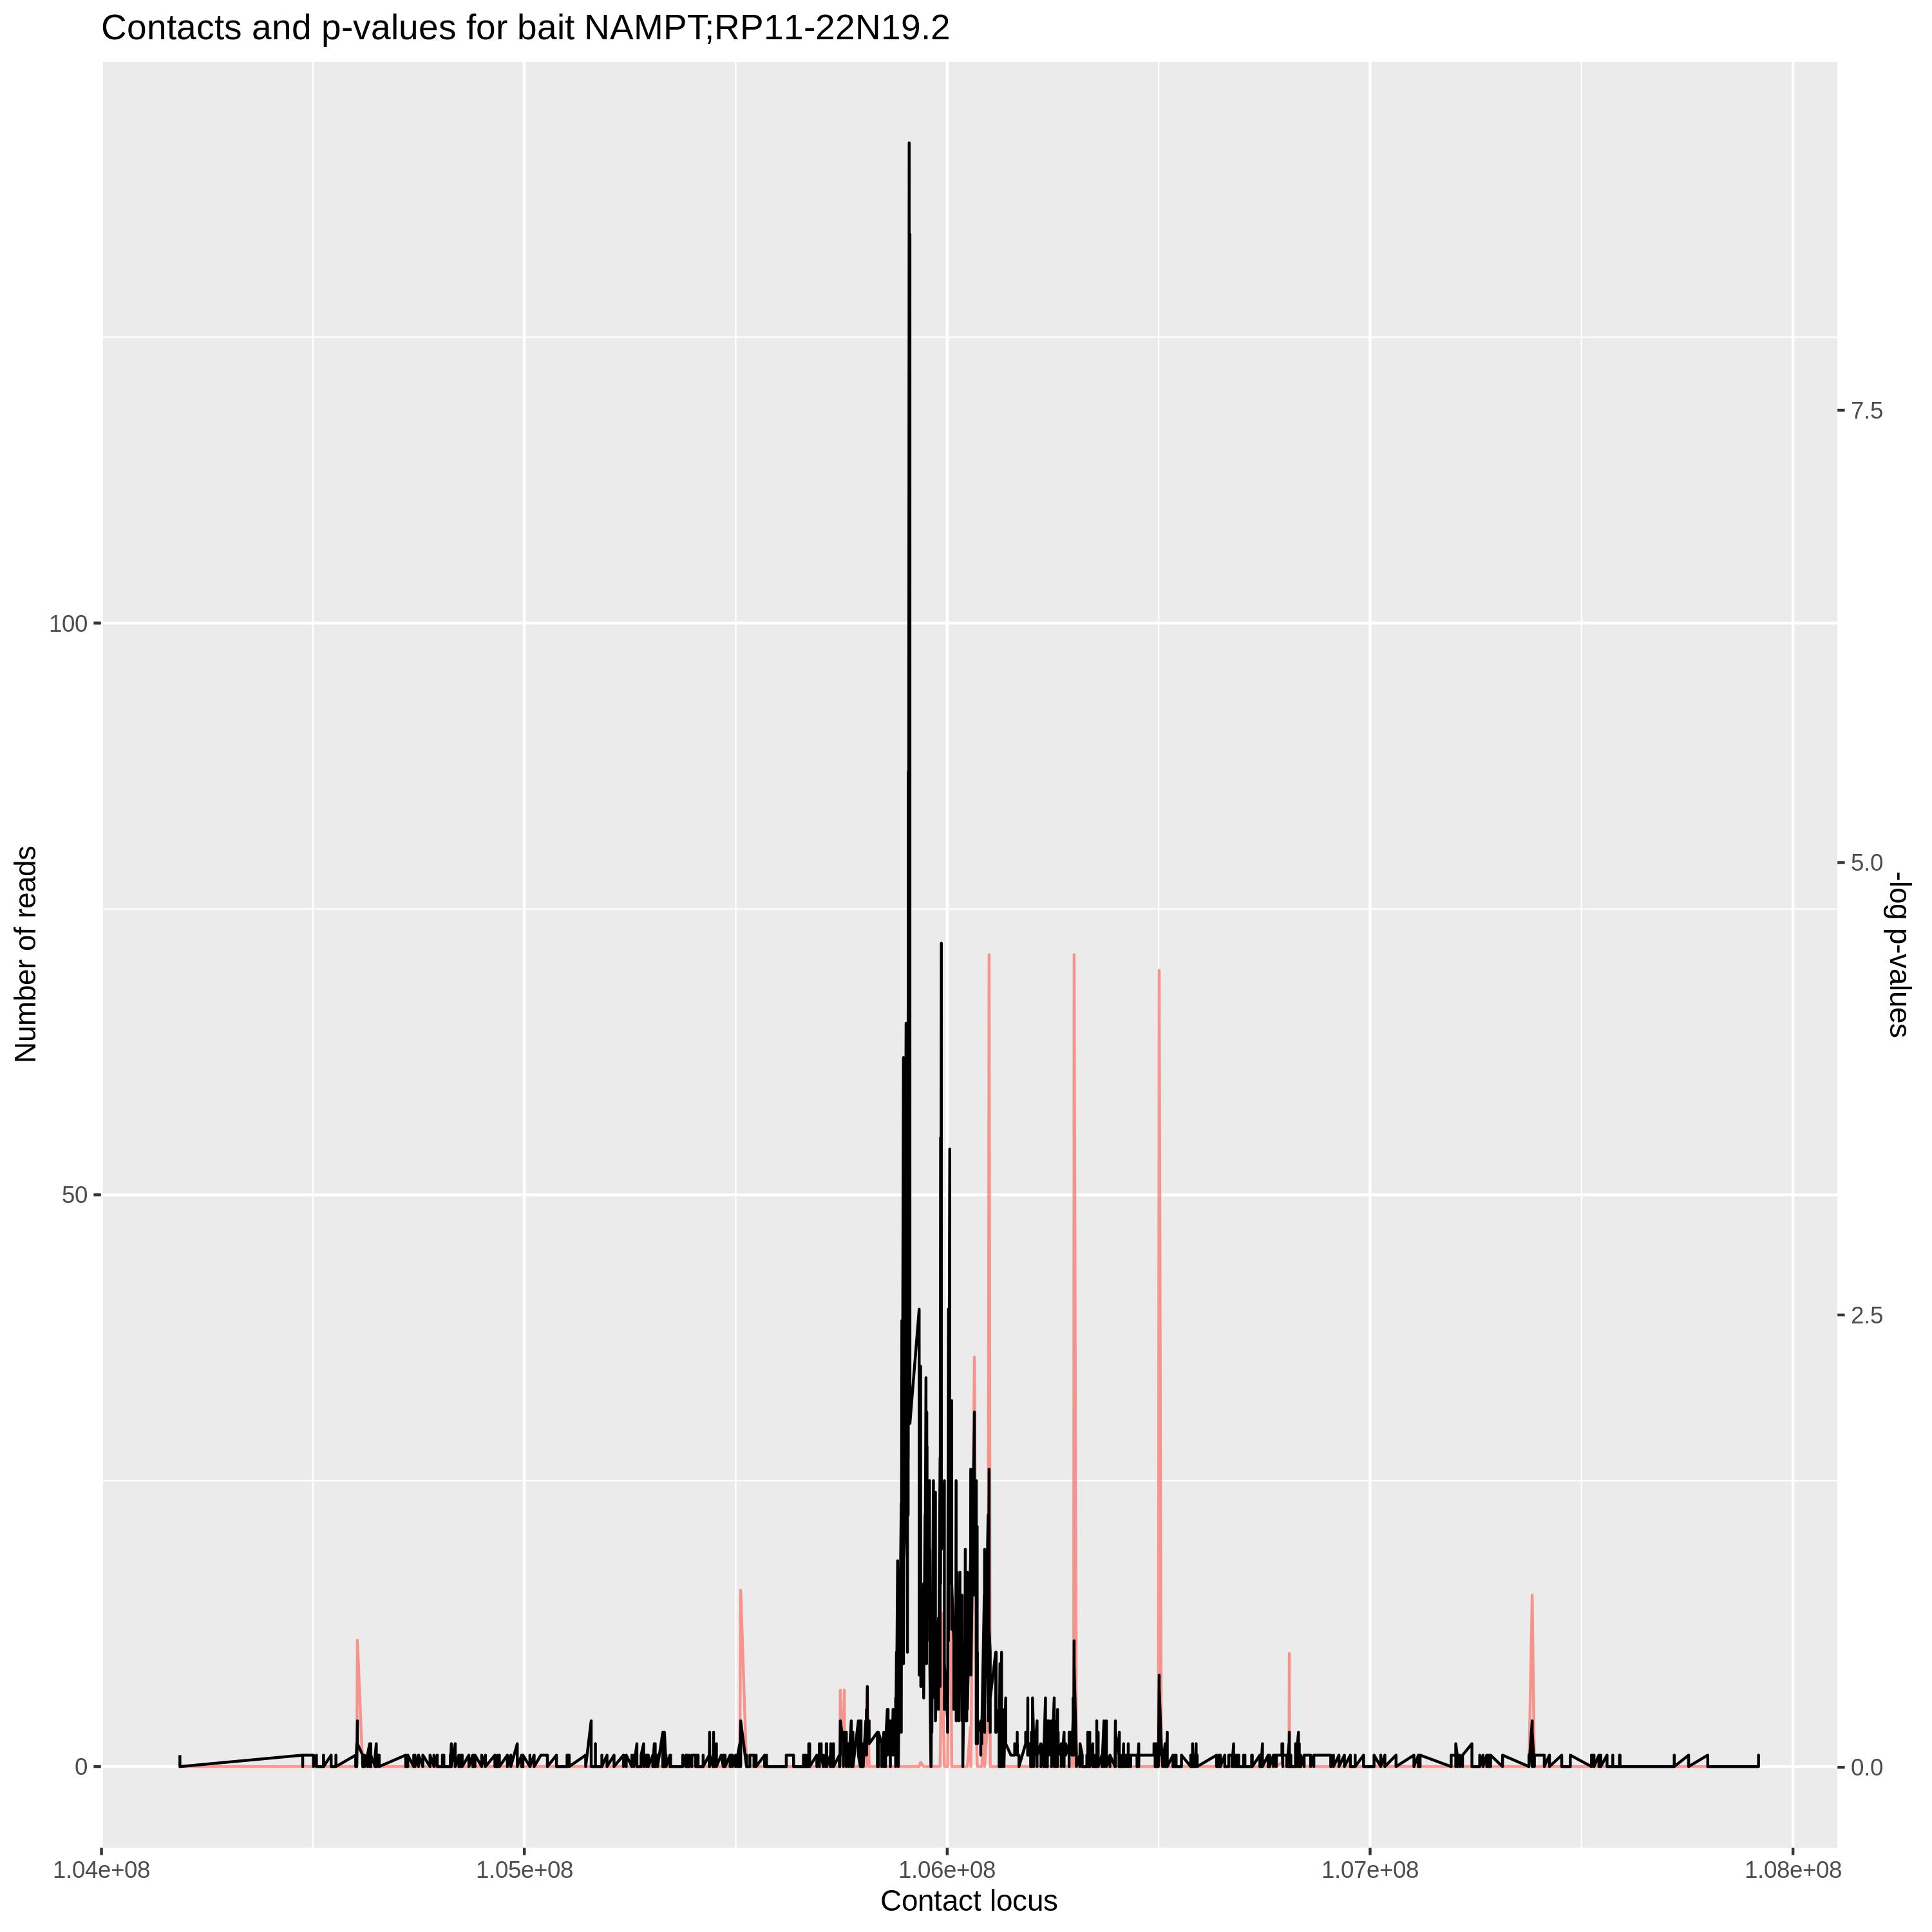 Contacts and p-values for bait NAMPT;RP11-22N19.2
Number of reads
100
50
0
7.5
5.0
2.5
0.0
-log p-values
1.04e+08 1.05e+08 1.06e+08 1.07e+08 1.08e+08
Contact locus